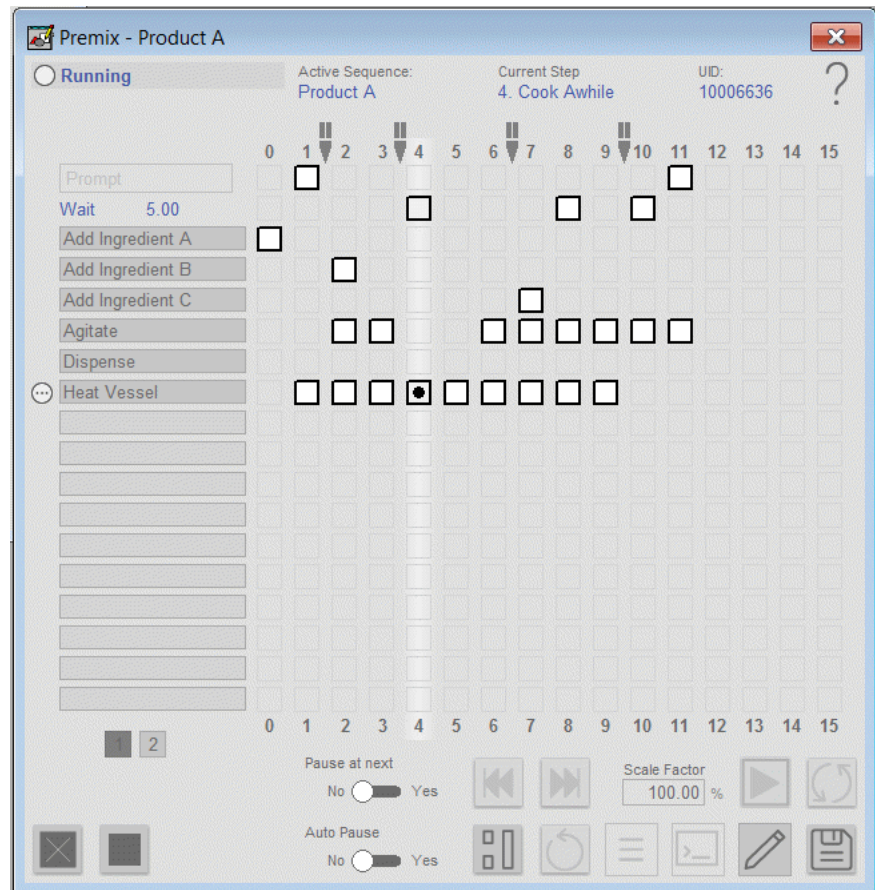 Premix - Product A
Running
Active Sequence:
Product A
Current Step
4. Cook Awhile
UID:
10006636
?
0 1 2 3 4 5 6 7 8 9 10 11 12 13 14 15
Prompt
Wait 5.00
Add Ingredient A
Add Ingredient B
Add Ingredient C
Agitate
Dispense
Heat Vessel
0 1 2 3 4 5 6 7 8 9 10 11 12 13 14 15
1 2
Pause at next
No Yes
Scale Factor
100.00 %
Auto Pause
No Yes